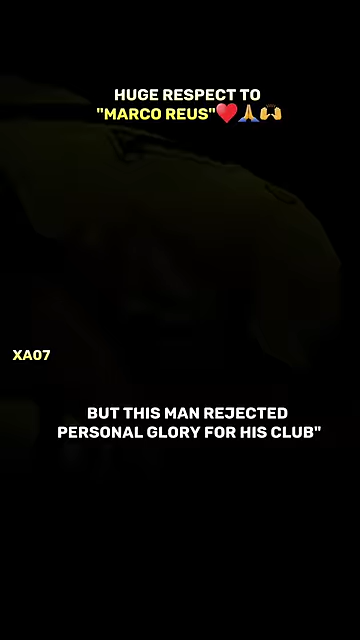 HUGE RESPECT TO
"MARCO REUS"❤️🙏🙌
XA07
BUT THIS MAN REJECTED
PERSONAL GLORY FOR HIS CLUB"